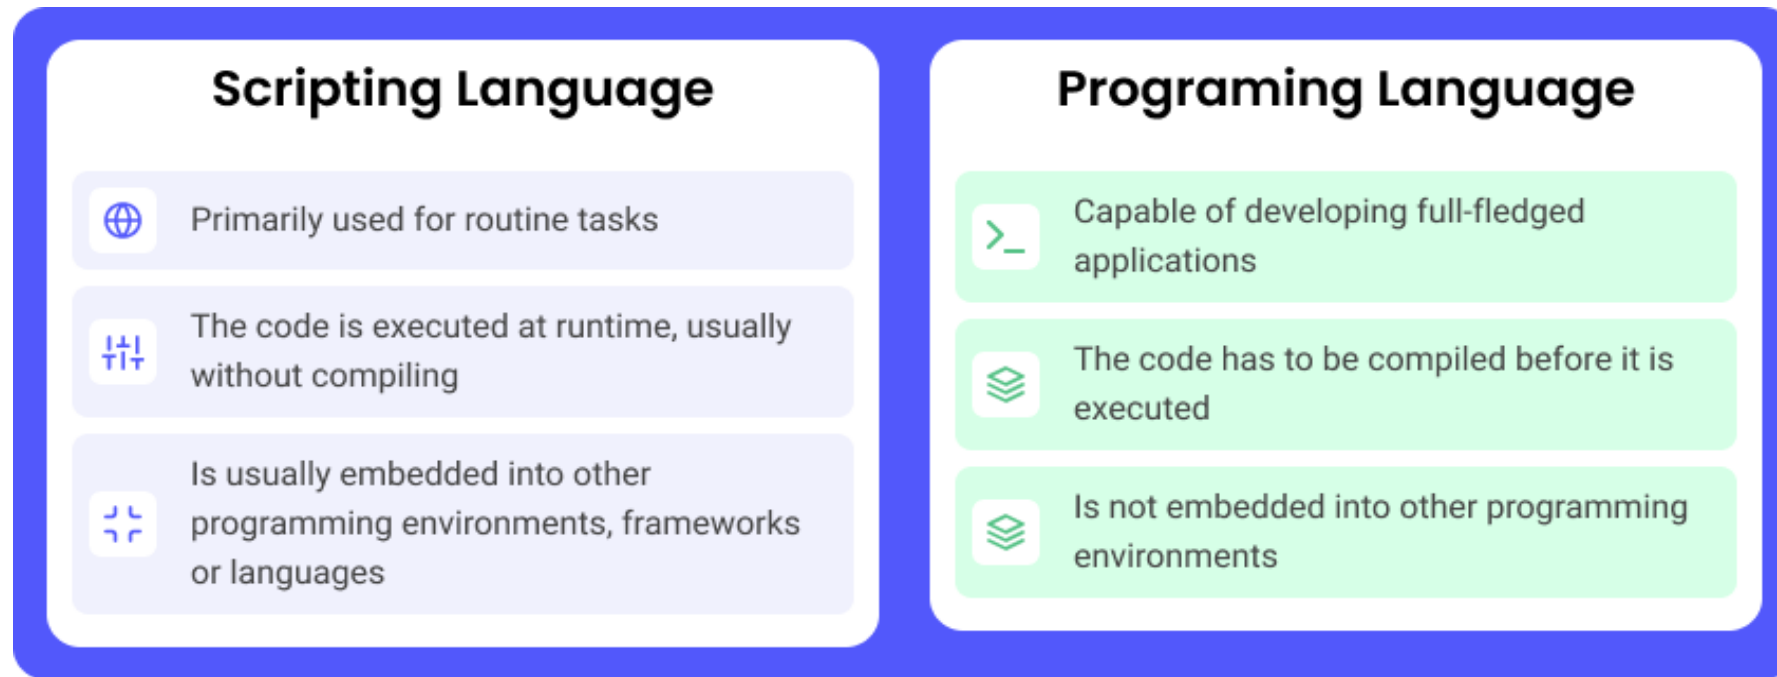 Scripting Language
Primarily used for routine tasks
The code is executed at runtime, usually
without compiling
Is usually embedded into other
programming environments, frameworks
or languages
Programing Language
Capable of developing full-fledged
applications
The code has to be compiled before it is
executed
Is not embedded into other programming
environments